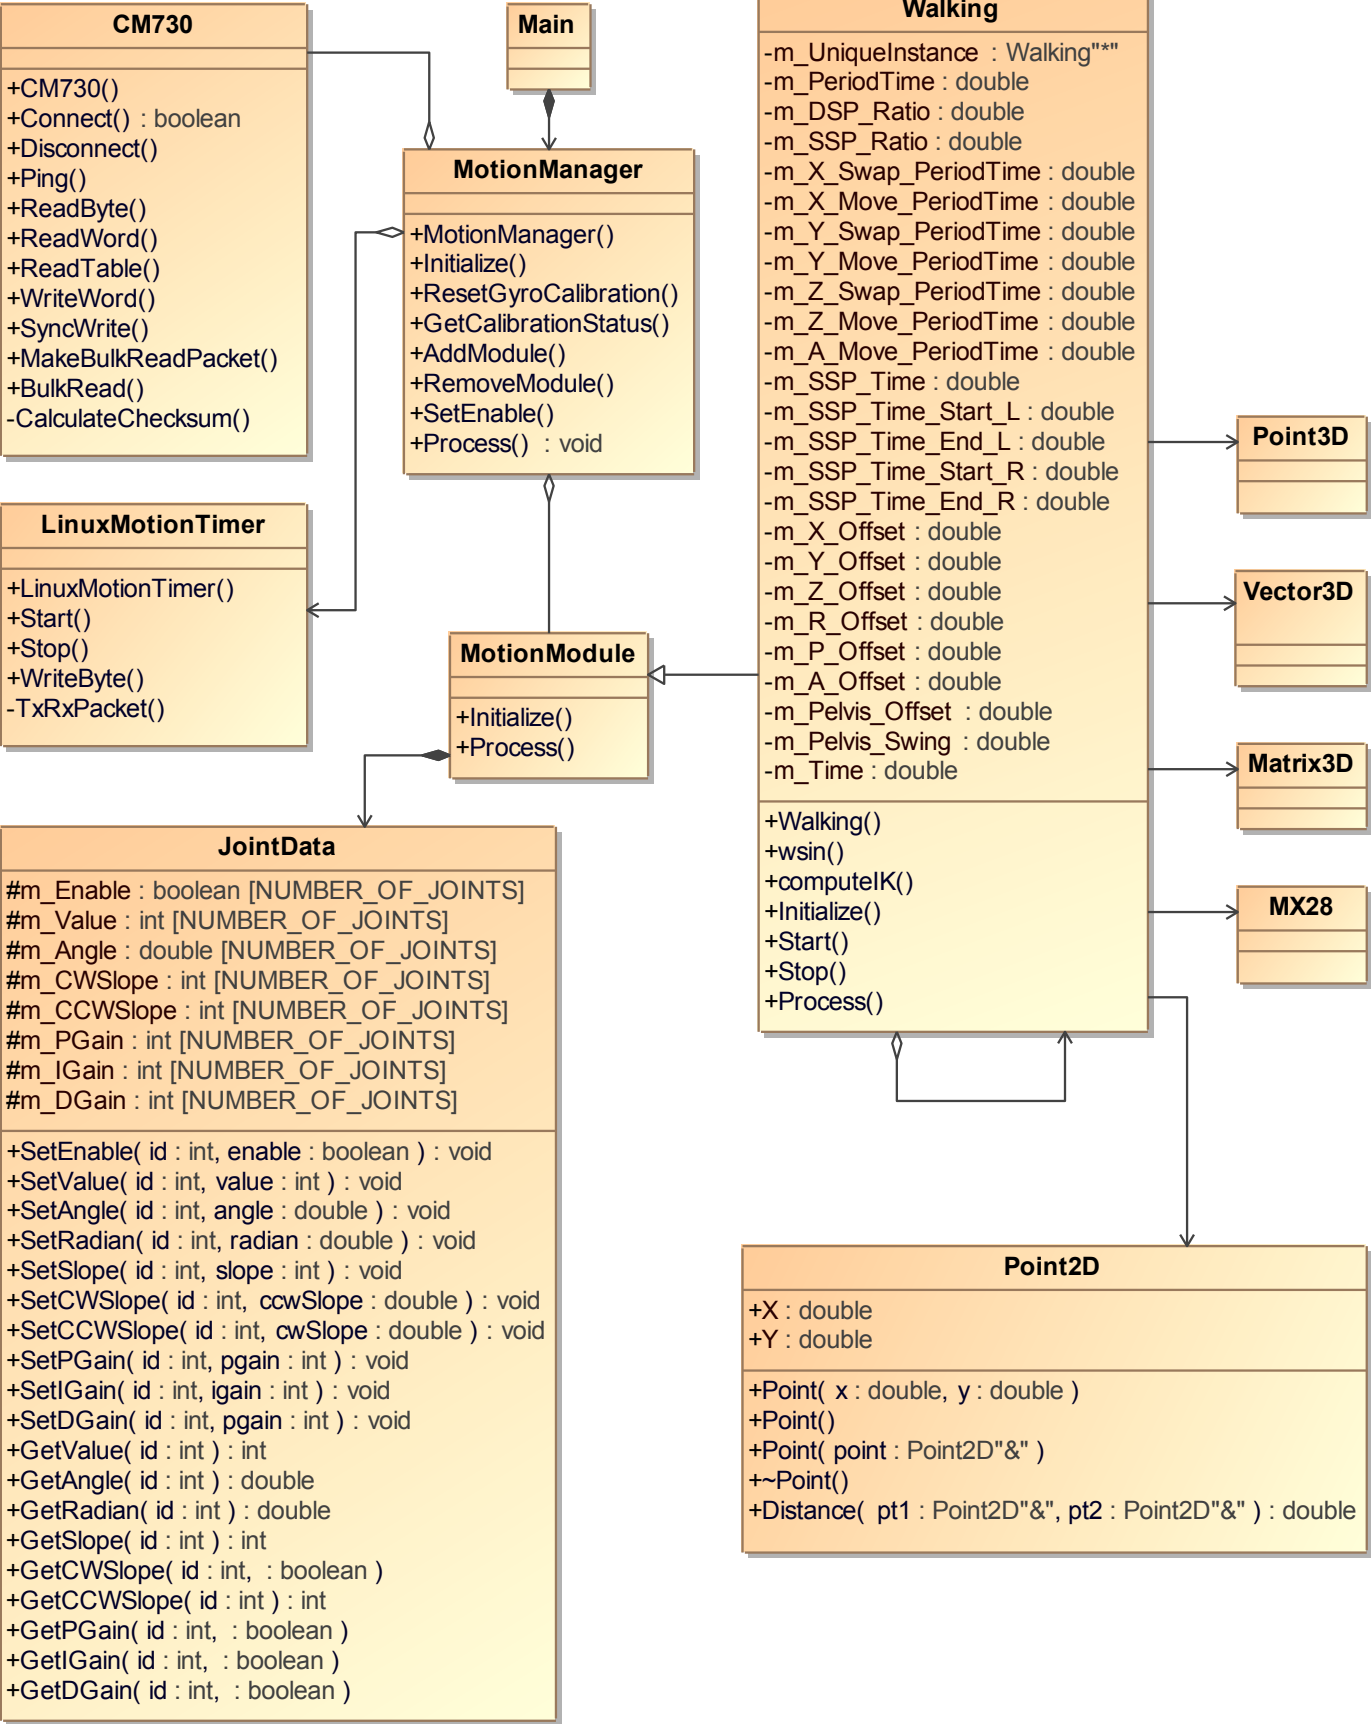 CM730
+CM730()
+Connect() : boolean
+Disconnect()
+Ping()
+ReadByte()
+ReadWord()
+ReadTable()
+WriteWord()
+SyncWrite()
+MakeBulkReadPacket()
+BulkRead()
-CalculateChecksum()
Main
MotionManager
+MotionManager()
+Initialize()
+ResetGyroCalibration()
+GetCalibrationStatus()
+AddModule()
+RemoveModule()
+SetEnable()
+Process() : void
LinuxMotionTimer
+LinuxMotionTimer()
+Start()
+Stop()
+WriteByte()
-TxRxPacket()
MotionModule
+Initialize()
+Process()
JointData
#m_Enable : boolean [NUMBER_OF_JOINTS]
#m_Value : int [NUMBER_OF_JOINTS]
#m_Angle : double [NUMBER_OF_JOINTS]
#m_CWSlope : int [NUMBER_OF_JOINTS]
#m_CCWSlope : int [NUMBER_OF_JOINTS]
#m_PGain : int [NUMBER_OF_JOINTS]
#m_IGain : int [NUMBER_OF_JOINTS]
#m_DGain : int [NUMBER_OF_JOINTS]
+SetEnable( id : int, enable : boolean ) : void
+SetValue( id : int, value : int ) : void
+SetAngle( id : int, angle : double ) : void
+SetRadian( id : int, radian : double ) : void
+SetSlope( id : int, slope : int ) : void
+SetCWSlope( id : int, ccwSlope : double ) : void
+SetCCWSlope( id : int, cwSlope : double ) : void
+SetPGain( id : int, pgain : int ) : void
+SetIGain( id : int, igain : int ) : void
+SetDGain( id : int, pgain : int ) : void
+GetValue( id : int ) : int
+GetAngle( id : int ) : double
+GetRadian( id : int ) : double
+GetSlope( id : int ) : int
+GetCWSlope( id : int, : boolean )
+GetCCWSlope( id : int ) : int
+GetPGain( id : int, : boolean )
+GetIGain( id : int, : boolean )
+GetDGain( id : int, : boolean )
Walking
-m_UniqueInstance : Walking"*"
-m_PeriodTime : double
-m_DSP_Ratio : double
-m_SSP_Ratio : double
-m_X_Swap_PeriodTime : double
-m_X_Move_PeriodTime : double
-m_Y_Swap_PeriodTime : double
-m_Y_Move_PeriodTime : double
-m_Z_Swap_PeriodTime : double
-m_Z_Move_PeriodTime : double
-m_A_Move_PeriodTime : double
-m_SSP_Time : double
-m_SSP_Time_Start_L : double
-m_SSP_Time_End_L : double
-m_SSP_Time_Start_R : double
-m_SSP_Time_End_R : double
-m_X_Offset : double
-m_Y_Offset : double
-m_Z_Offset : double
-m_R_Offset : double
-m_P_Offset : double
-m_A_Offset : double
-m_Pelvis_Offset : double
-m_Pelvis_Swing : double
-m_Time : double
+Walking()
+wsin()
+computeIK()
+Initialize()
+Start()
+Stop()
+Process()
Point3D
Vector3D
Matrix3D
MX28
Point2D
+X : double
+Y : double
+Point( x : double, y : double )
+Point()
+Point( point : Point2D"&" )
+~Point()
+Distance( pt1 : Point2D"&", pt2 : Point2D"&" ) : double